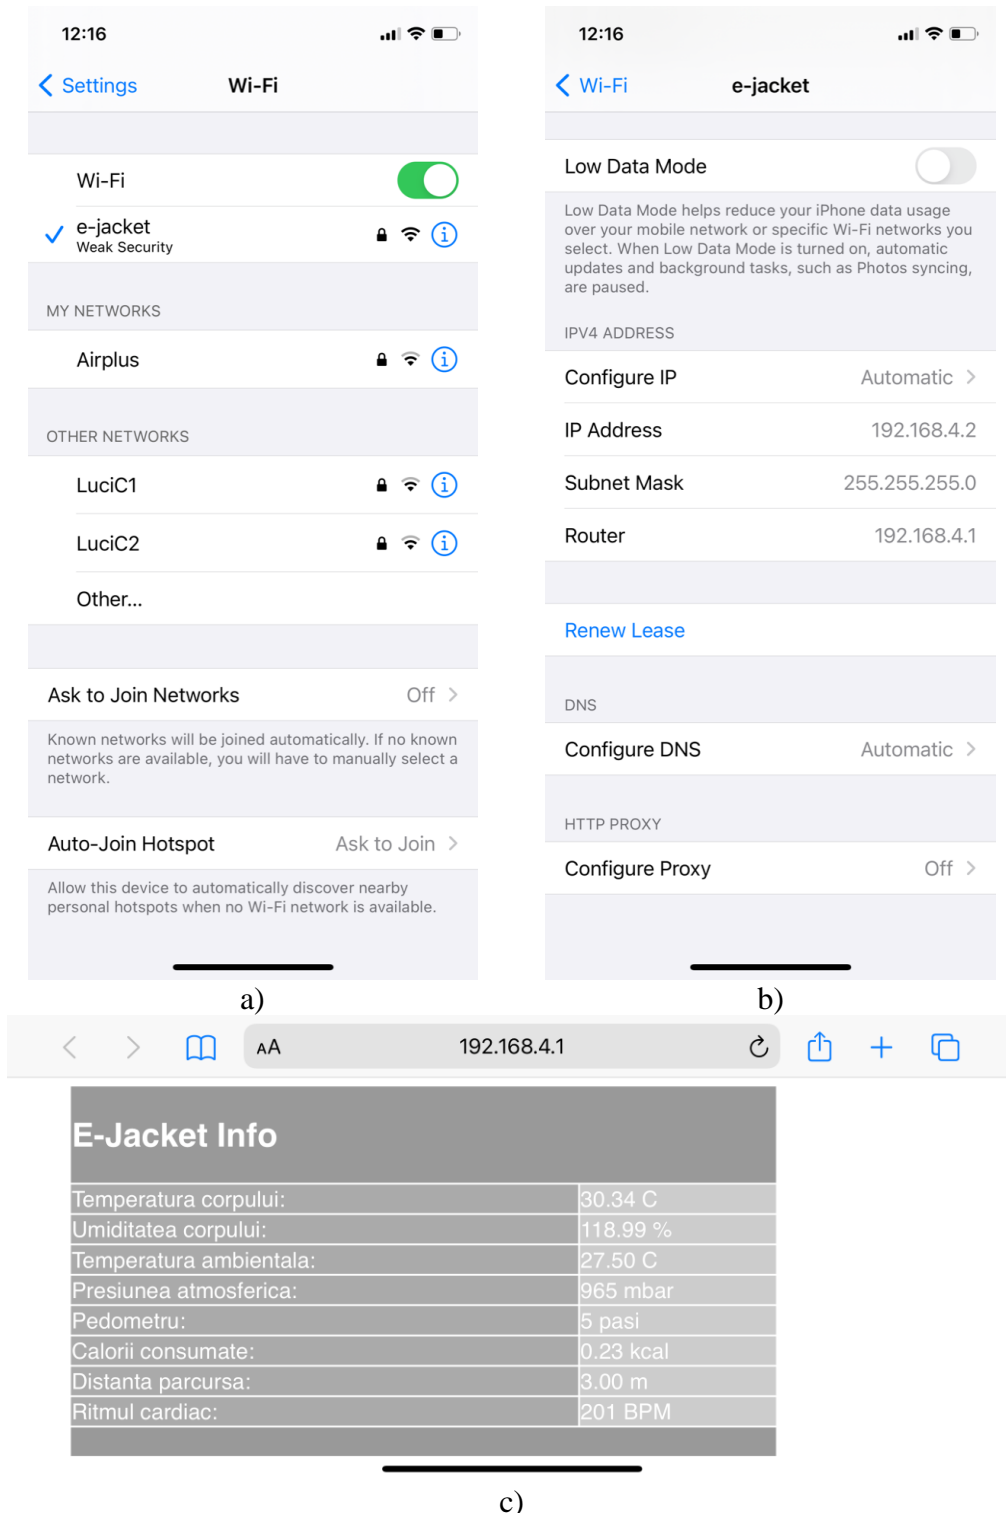 12:16
Settings
Wi-Fi
Wi-Fi
e-jacket
Weak Security
MY NETWORKS
Airplus
OTHER NETWORKS
LuciC1
LuciC2
Other...
Ask to Join Networks Off
Known networks will be joined automatically. If no known
networks are available, you will have to manually select a
network.
Auto-Join Hotspot Ask to Join
Allow this device to automatically discover nearby
personal hotspots when no Wi-Fi network is available.
a)
12:16
Wi-Fi
e-jacket
Low Data Mode
Low Data Mode helps reduce your iPhone data usage
over your mobile network or specific Wi-Fi networks you
select. When Low Data Mode is turned on, automatic
updates and background tasks, such as Photos syncing,
are paused.
IPV4 ADDRESS
Configure IP Automatic
IP Address 192.168.4.2
Subnet Mask 255.255.255.0
Router 192.168.4.1
Renew Lease
DNS
Configure DNS Automatic
HTTP PROXY
Configure Proxy Off
b)
AA 192.168.4.1
E-Jacket Info
Temperatura corpului: 30.34 C
Umiditatea corpului: 118.99 %
Temperatura ambientala: 27.50 C
Presiunea atmosferica: 965 mbar
Pedometru: 5 pasi
Calorii consumate: 0.23 kcal
Distanta parcursa: 3.00 m
Ritmul cardiac: 201 BPM
c)